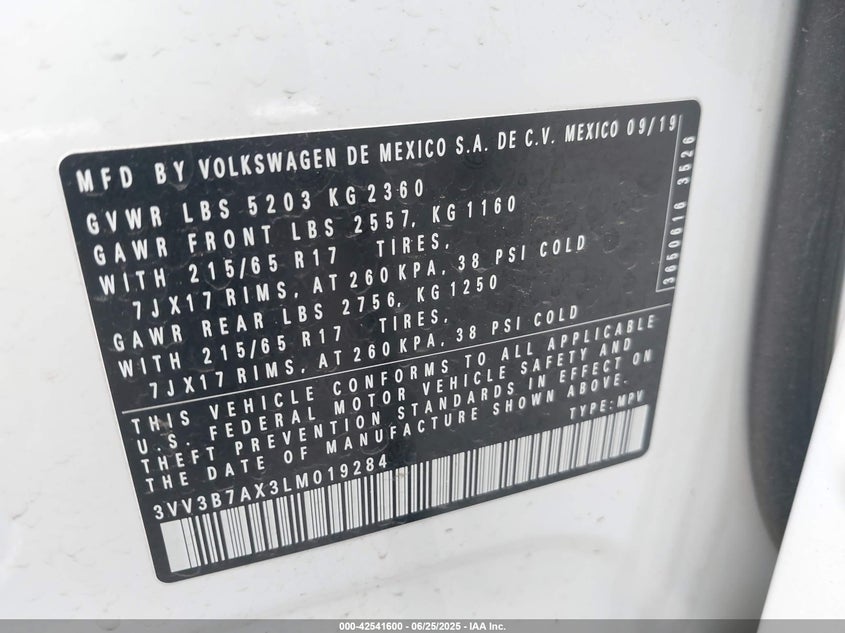 MFD BY VOLKSWAGEN DE MEXICO S.A. DE C.V. MEXICO 09/19
GVWR LBS 5203 KG 2360
GAWR FRONT LBS 2557, KG 1160
WITH 215/65 R17 TIRES,
7JX17 RIMS, AT 260 KPA, 38 PSI COLD
GAWR REAR LBS 2756, KG 1250
WITH 215/65 R17 TIRES,
7JX17 RIMS, AT 260 KPA, 38 PSI COLD
3650616 3526
THIS VEHICLE CONFORMS TO ALL APPLICABLE
U.S. FEDERAL MOTOR VEHICLE SAFETY AND
THEFT PREVENTION STANDARDS IN EFFECT ON
THE DATE OF MANUFACTURE SHOWN ABOVE.
TYPE: MPV
3VV3B7AX3LM019284
000-42541600 - 06/25/2025 - IAA Inc.